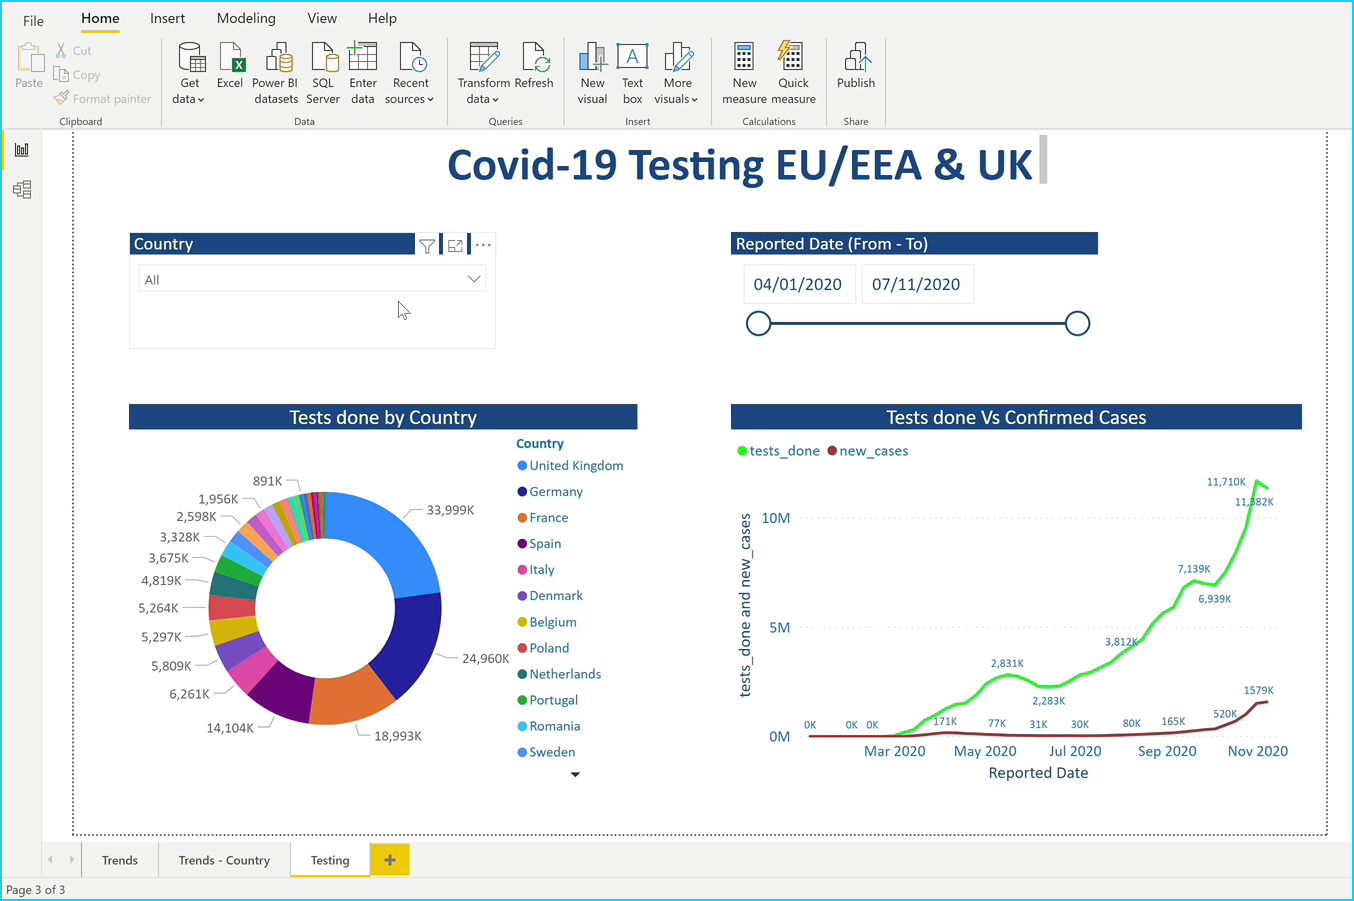 File Home Insert Modeling View Help
Paste
Cut
Copy
Format painter
Clipboard
Get data
Excel
Power BI datasets
SQL Server
Enter data
Recent sources
Data
Transform data
Refresh
Queries
New visual
Text box
More visuals
Insert
New measure
Quick measure
Calculations
Publish
Share
Covid-19 Testing EU/EEA & UK
Country
All
Reported Date (From - To)
04/01/2020 07/11/2020
Tests done by Country
891K
1,956K
2,598K
3,328K
3,675K
4,819K
5,264K
5,297K
5,809K
6,261K
14,104K
18,993K
24,960K
33,999K
Country
United Kingdom
Germany
France
Spain
Italy
Denmark
Belgium
Poland
Netherlands
Portugal
Romania
Sweden
Tests done Vs Confirmed Cases
tests_done new_cases
tests_done and new_cases
10M
5M
0M
11,710K
11,382K
7,139K
6,939K
3,812K
2,831K
2,283K
1579K
0K 0K 0K 171K 77K 31K 30K 80K 165K 520K
Mar 2020 May 2020 Jul 2020 Sep 2020 Nov 2020
Reported Date
Trends Trends - Country Testing +
Page 3 of 3